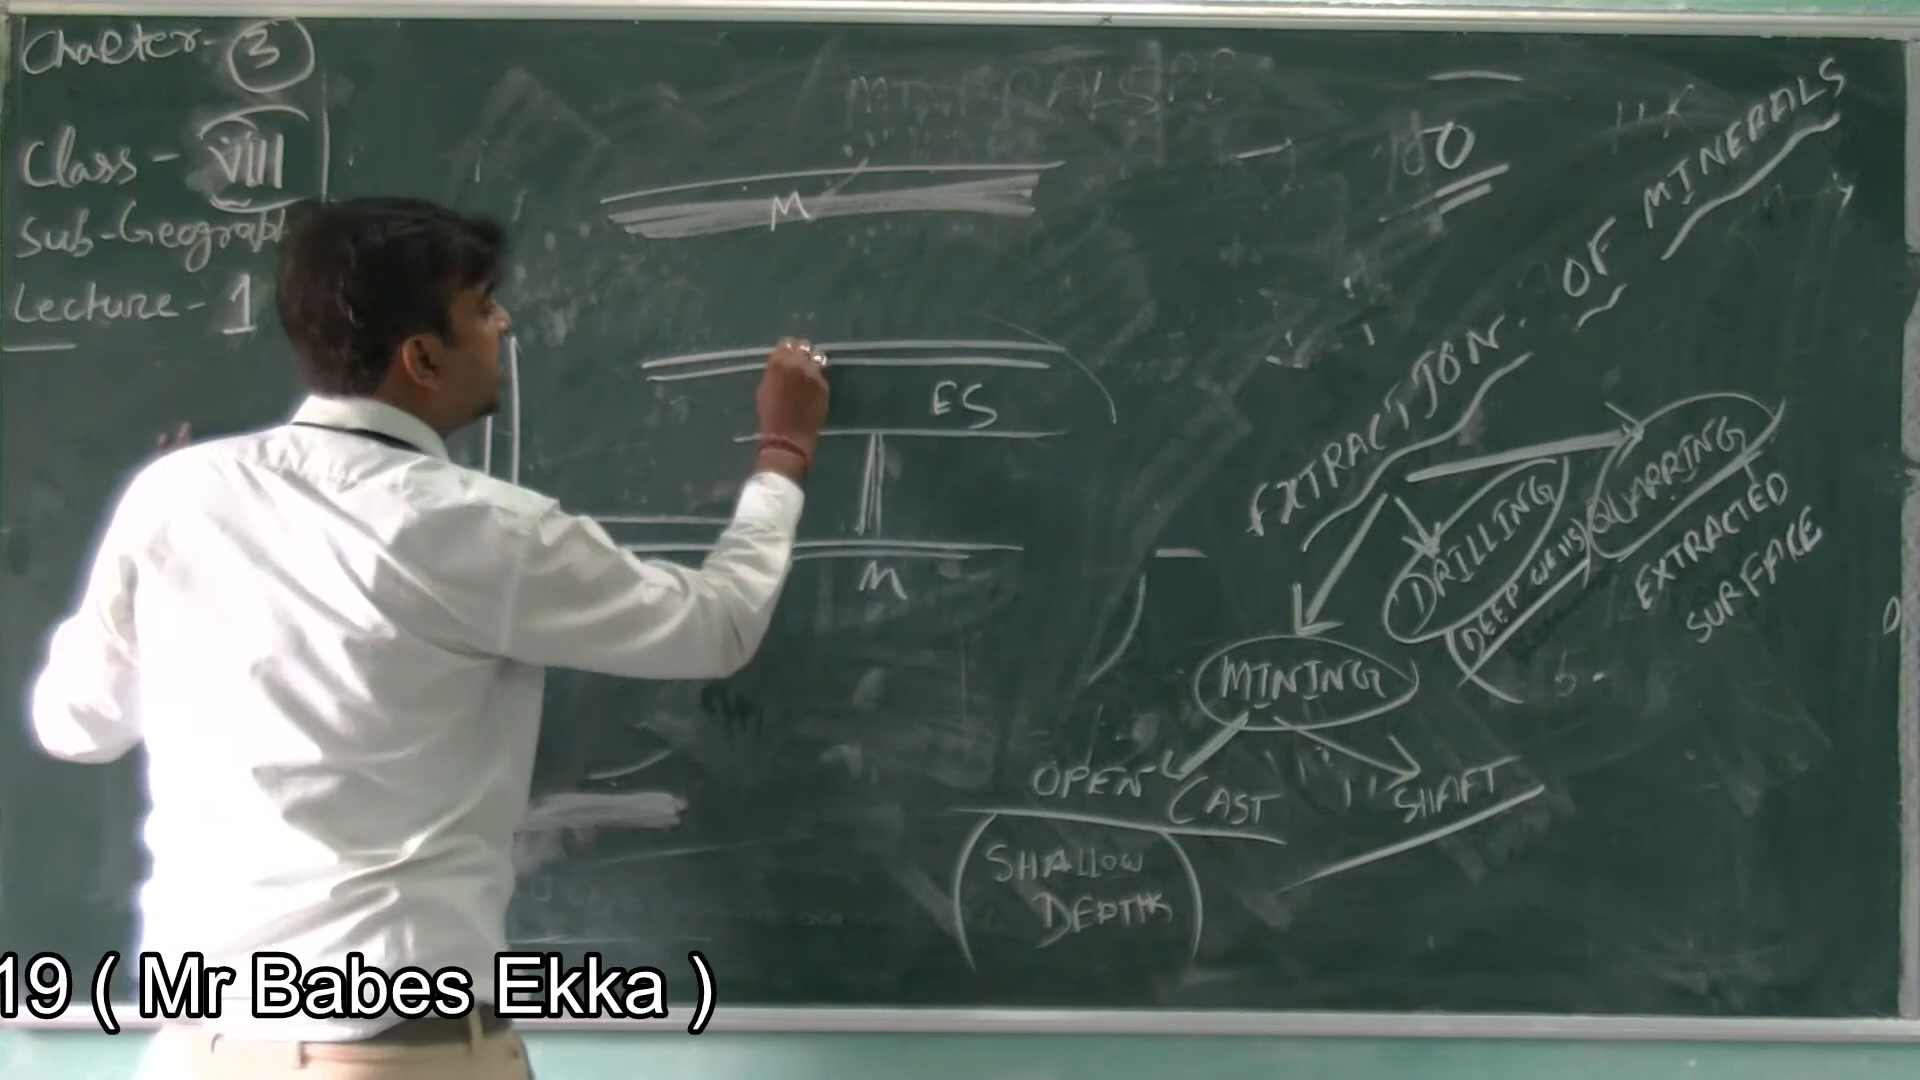 Chapter- 3
Class - VIII
Sub-Geograph
Lecture - 1
M
ES
M
EXTRACTION OF MINERALS
QUARRING
EXTRACTED
SURFACE
DRILLING
(DEEP wells)
MINING
OPEN CAST
SHAFT
SHALLOW
DEPTH
19 ( Mr Babes Ekka )